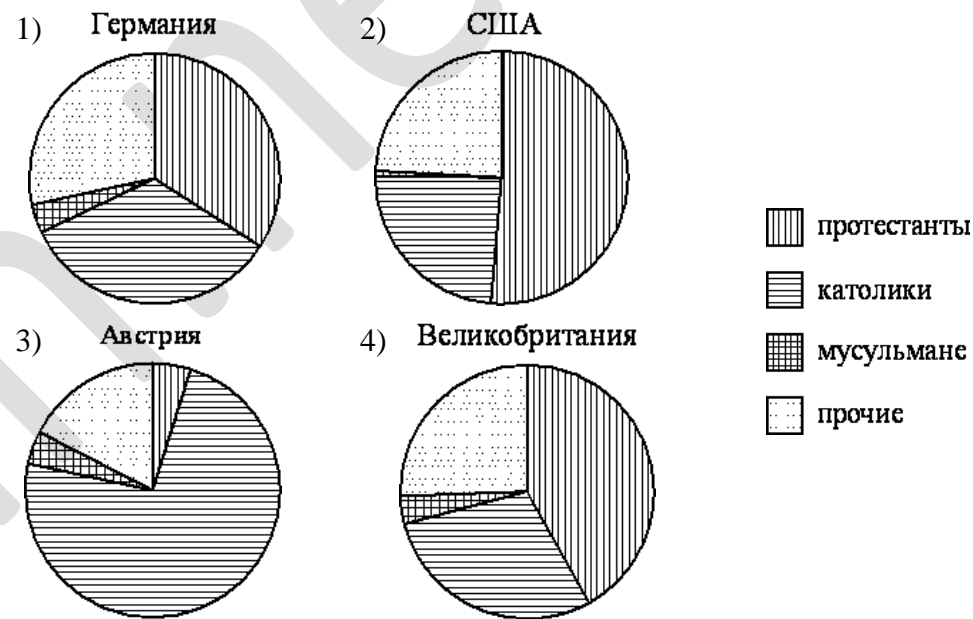 1) Германия
2) США
3) Австрия
4) Великобритания
протестанты
католики
мусульмане
прочие